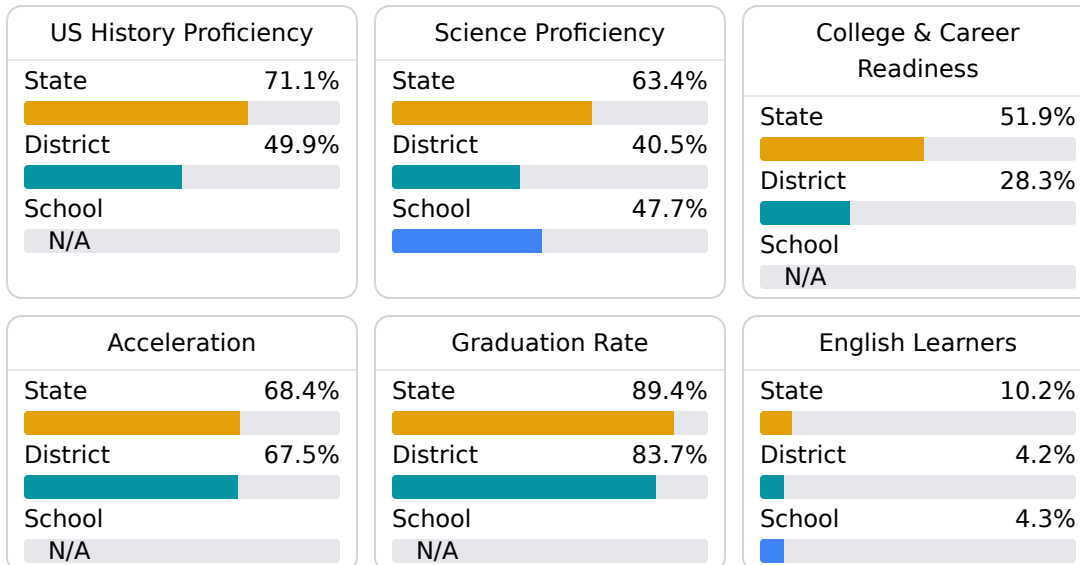 US History Proficiency
State 71.1%
District 49.9%
School
N/A
Science Proficiency
State 63.4%
District 40.5%
School 47.7%
College & Career
Readiness
State 51.9%
District 28.3%
School
N/A
Acceleration
State 68.4%
District 67.5%
School
N/A
Graduation Rate
State 89.4%
District 83.7%
School
N/A
English Learners
State 10.2%
District 4.2%
School 4.3%